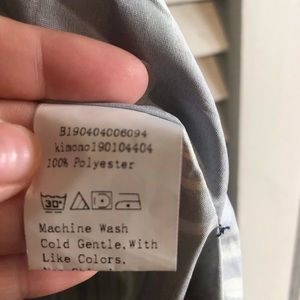 B190404006094
kimono190104404
100% Polyester
30°
Machine Wash
Cold Gentle.With
Like Colors.